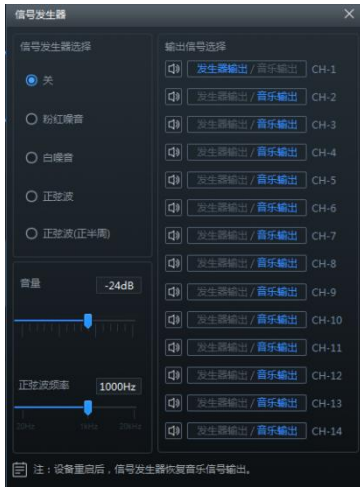 信号发生器
信号发生器选择
关
粉红噪音
白噪音
正弦波
正弦波(正半周)
音量
-24dB
正弦波频率
1000Hz
20Hz 1kHz 20kHz
输出信号选择
发生器输出 / 音乐输出 CH-1
发生器输出 / 音乐输出 CH-2
发生器输出 / 音乐输出 CH-3
发生器输出 / 音乐输出 CH-4
发生器输出 / 音乐输出 CH-5
发生器输出 / 音乐输出 CH-6
发生器输出 / 音乐输出 CH-7
发生器输出 / 音乐输出 CH-8
发生器输出 / 音乐输出 CH-9
发生器输出 / 音乐输出 CH-10
发生器输出 / 音乐输出 CH-11
发生器输出 / 音乐输出 CH-12
发生器输出 / 音乐输出 CH-13
发生器输出 / 音乐输出 CH-14
注：设备重启后，信号发生器恢复音乐信号输出。